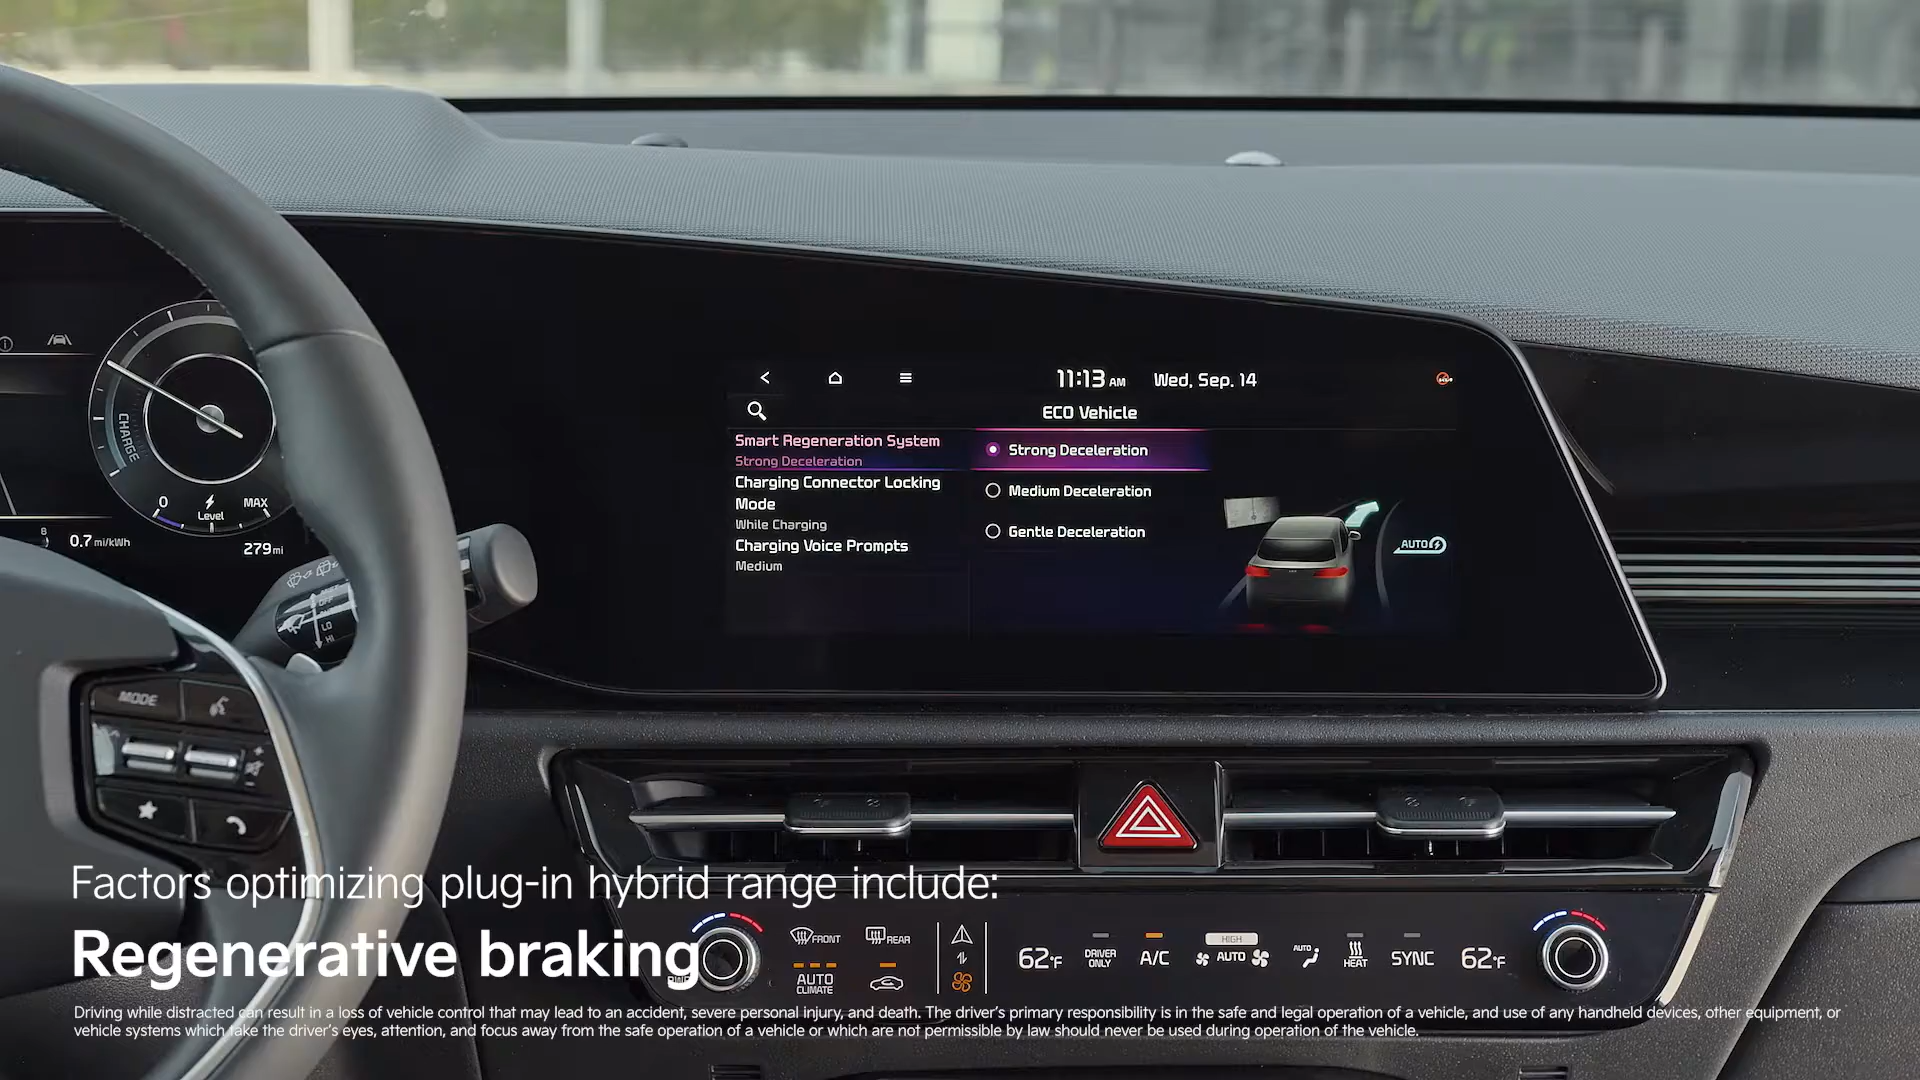 11:13 AM Wed, Sep. 14
ECO Vehicle
Smart Regeneration System
Strong Deceleration
Charging Connector Locking
Mode
While Charging
Charging Voice Prompts
Medium
Strong Deceleration
Medium Deceleration
Gentle Deceleration
AUTO
CHARGE
0 Level MAX
8
0.7 mi/kWh
279 mi
OFF
LO
HI
MODE
FRONT
REAR
AUTO
CLIMATE
62°F
DRIVER
ONLY
A/C
HIGH
AUTO
AUTO
HEAT
SYNC
62°F
Factors optimizing plug-in hybrid range include:
Regenerative braking
Driving while distracted can result in a loss of vehicle control that may lead to an accident, severe personal injury, and death. The driver's primary responsibility is in the safe and legal operation of a vehicle, and use of any handheld devices, other equipment, or
vehicle systems which take the driver's eyes, attention, and focus away from the safe operation of a vehicle or which are not permissible by law should never be used during operation of the vehicle.